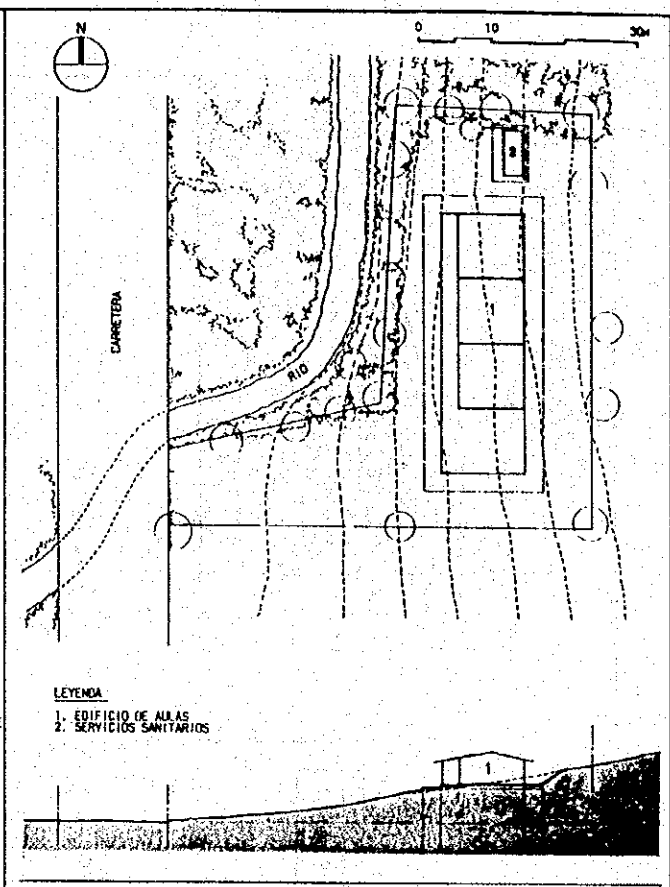 N
0 10 30M
2
CARRETERA
1
RIO
LEYENDA
1. EDIFICIO DE AULAS
2. SERVICIOS SANITARIOS
1